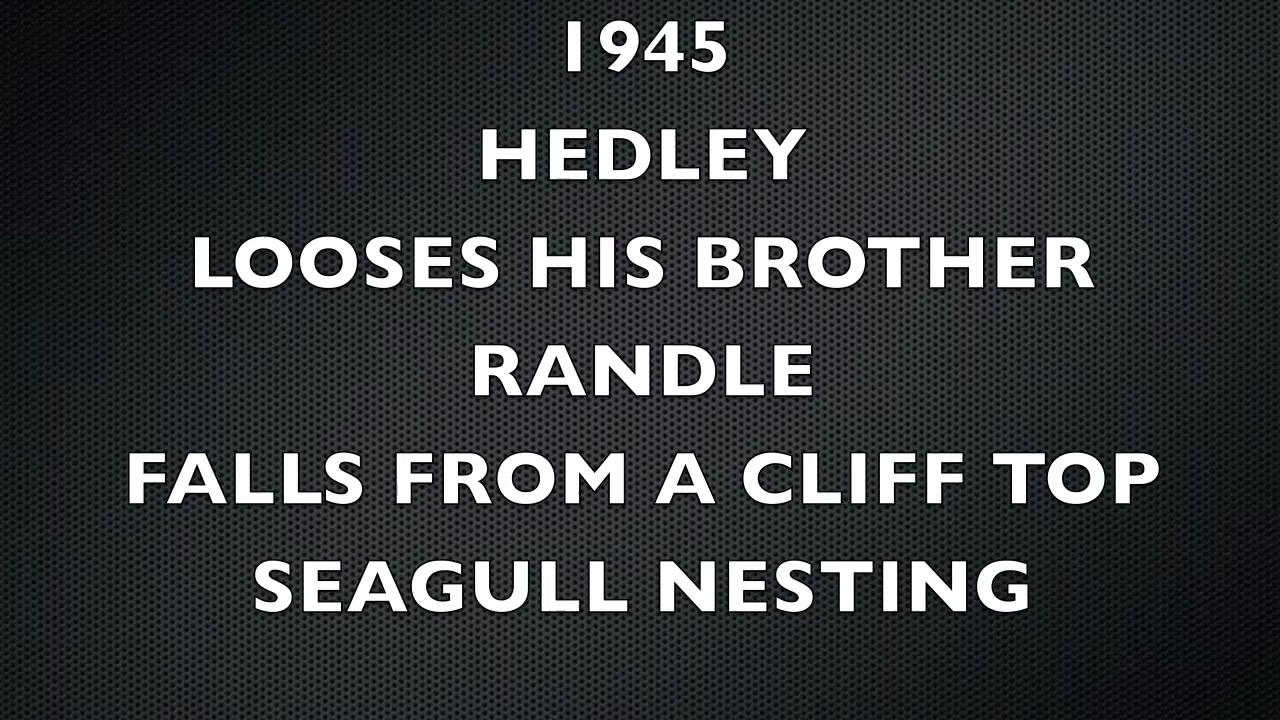 1945
HEDLEY
LOOSES HIS BROTHER
RANDLE
FALLS FROM A CLIFF TOP
SEAGULL NESTING